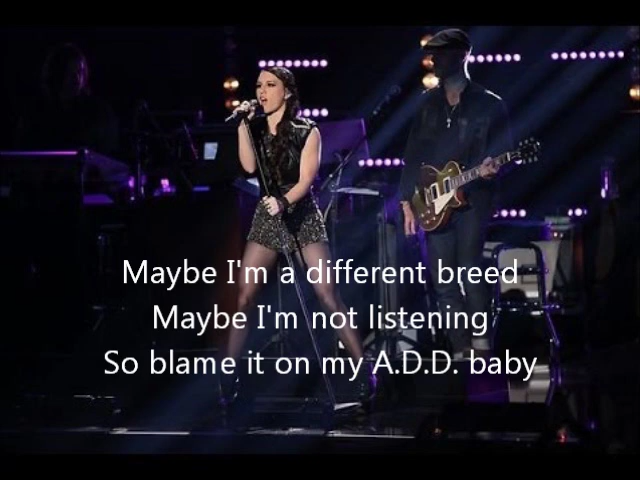 Maybe I'm a different breed
Maybe I'm not listening
So blame it on my A.D.D. baby